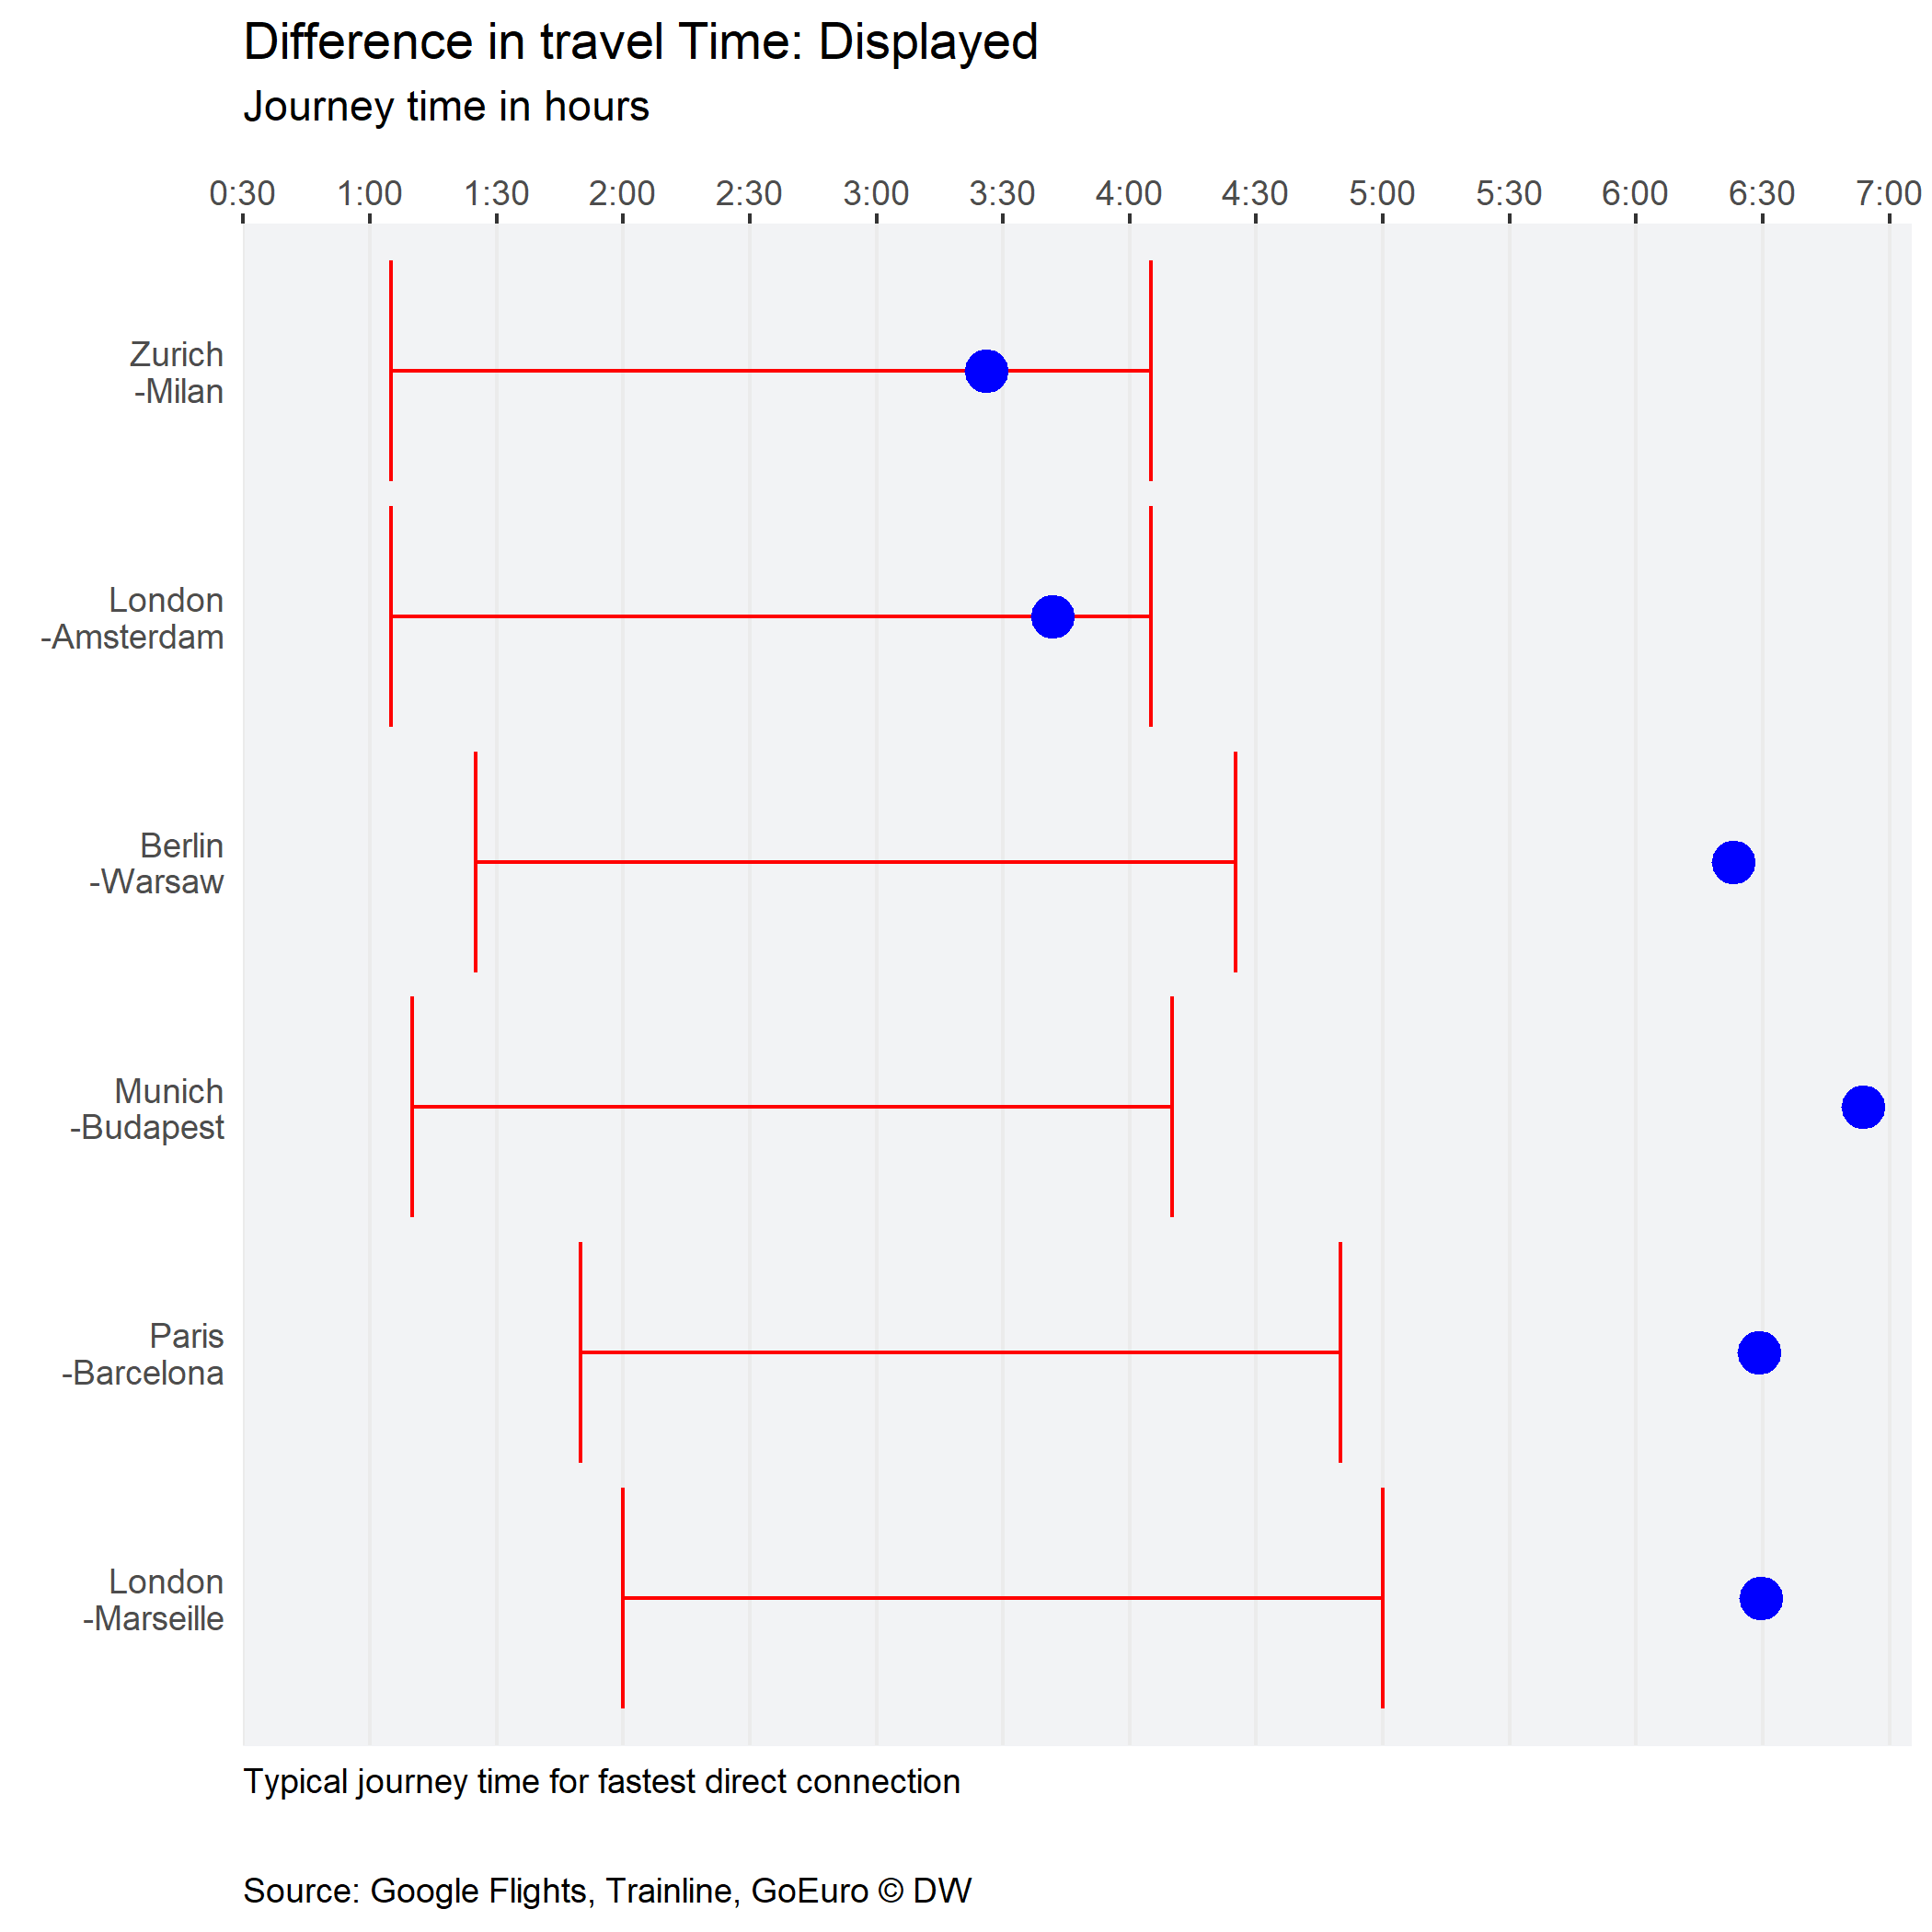 Difference in travel Time: Displayed
Journey time in hours
0:30 1:00 1:30 2:00 2:30 3:00 3:30 4:00 4:30 5:00 5:30 6:00 6:30 7:00
Zurich
-Milan
London
-Amsterdam
Berlin
-Warsaw
Munich
-Budapest
Paris
-Barcelona
London
-Marseille
Typical journey time for fastest direct connection
Source: Google Flights, Trainline, GoEuro © DW